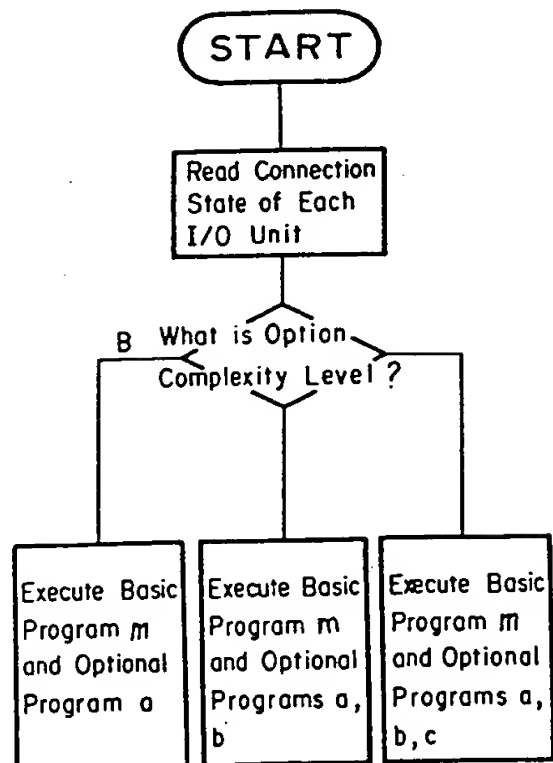 START
Read Connection
State of Each
I/O Unit
B What is Option
Complexity Level?
Execute Basic
Program m
and Optional
Program a
Execute Basic
Program m
and Optional
Programs a,
b
Execute Basic
Program m
and Optional
Programs a,
b, c